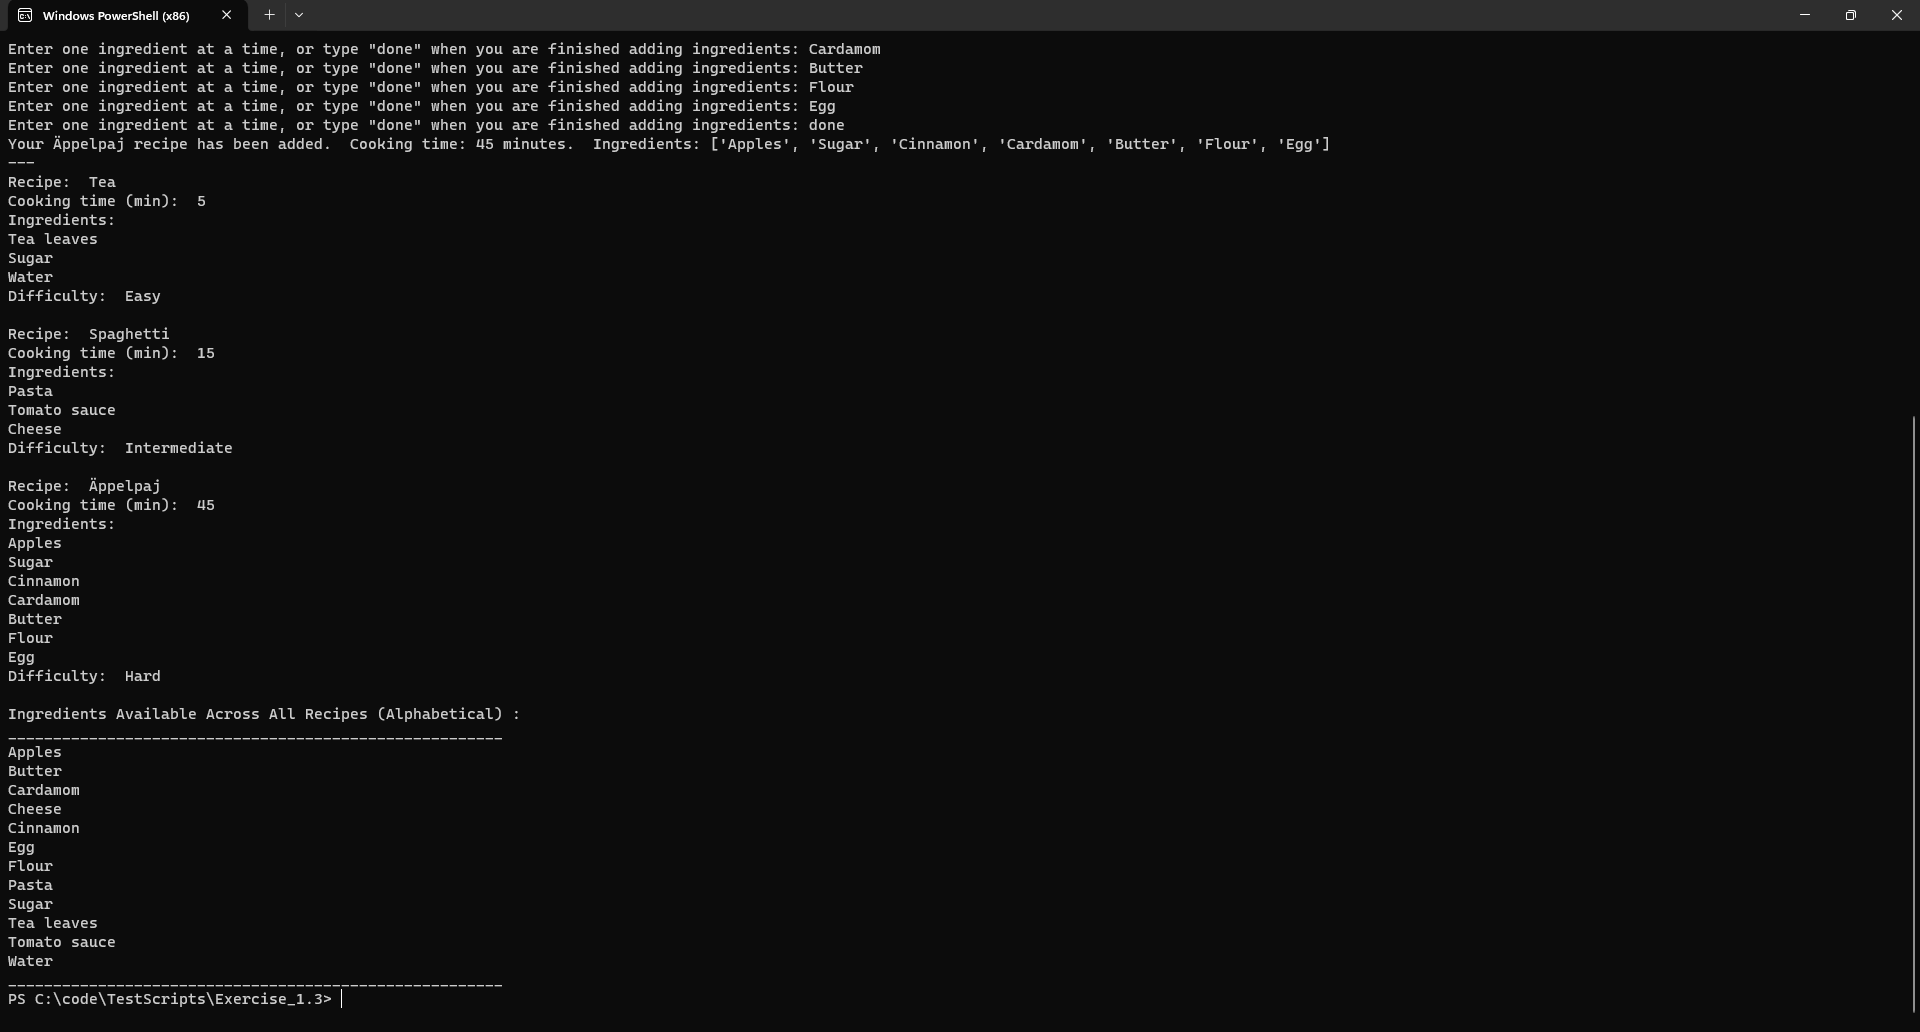 Windows PowerShell (x86)
Enter one ingredient at a time, or type "done" when you are finished adding ingredients: Cardamom
Enter one ingredient at a time, or type "done" when you are finished adding ingredients: Butter
Enter one ingredient at a time, or type "done" when you are finished adding ingredients: Flour
Enter one ingredient at a time, or type "done" when you are finished adding ingredients: Egg
Enter one ingredient at a time, or type "done" when you are finished adding ingredients: done
Your Äppelpaj recipe has been added.  Cooking time: 45 minutes.  Ingredients: ['Apples', 'Sugar', 'Cinnamon', 'Cardamom', 'Butter', 'Flour', 'Egg']
---
Recipe:  Tea
Cooking time (min):  5
Ingredients:
Tea leaves
Sugar
Water
Difficulty:  Easy
Recipe:  Spaghetti
Cooking time (min):  15
Ingredients:
Pasta
Tomato sauce
Cheese
Difficulty:  Intermediate
Recipe:  Äppelpaj
Cooking time (min):  45
Ingredients:
Apples
Sugar
Cinnamon
Cardamom
Butter
Flour
Egg
Difficulty:  Hard
Ingredients Available Across All Recipes (Alphabetical) :
_______________________________________________________
Apples
Butter
Cardamom
Cheese
Cinnamon
Egg
Flour
Pasta
Sugar
Tea leaves
Tomato sauce
Water
_______________________________________________________
PS C:\code\TestScripts\Exercise_1.3>